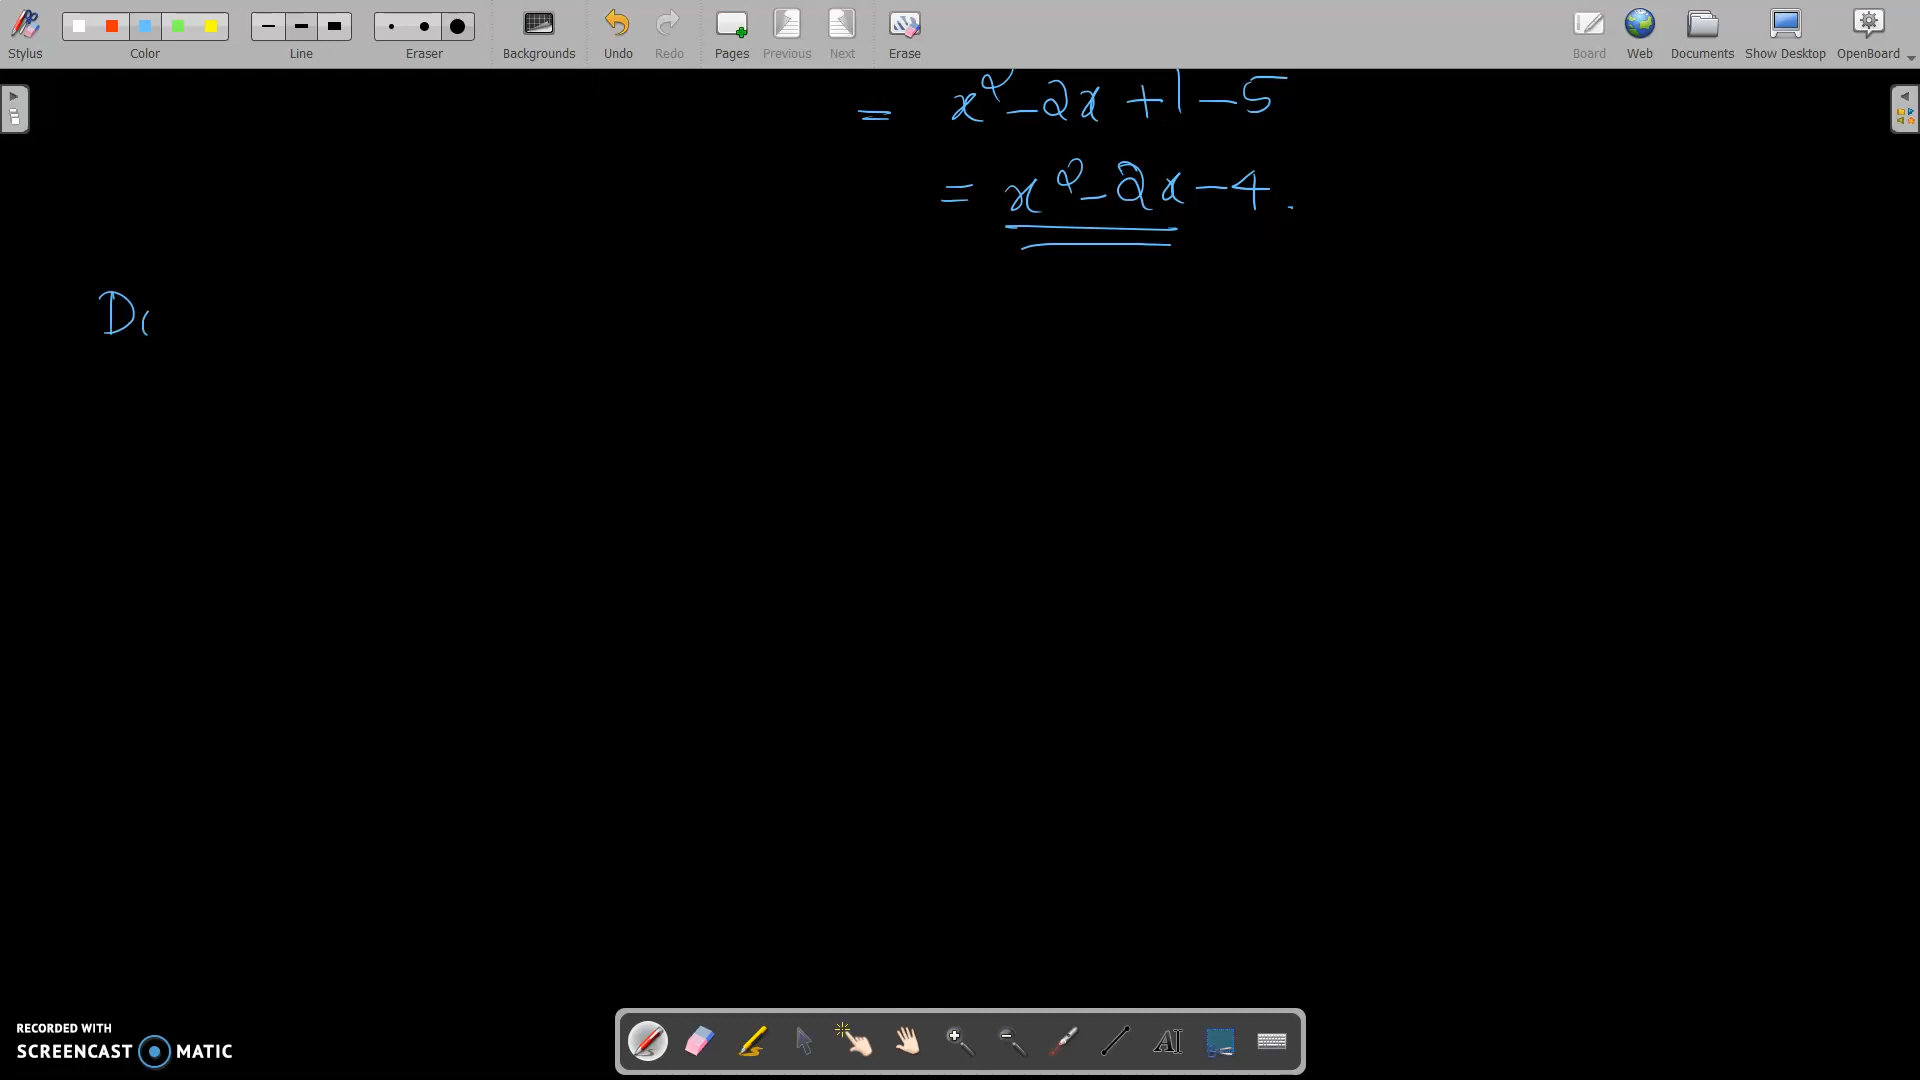 Stylus Color Line Eraser Backgrounds Undo Redo Pages Previous Next Erase Board Web Documents Show Desktop OpenBoard
= x² - 2x + 1 - 5
= x² - 2x - 4.
D(
RECORDED WITH
SCREENCAST MATIC